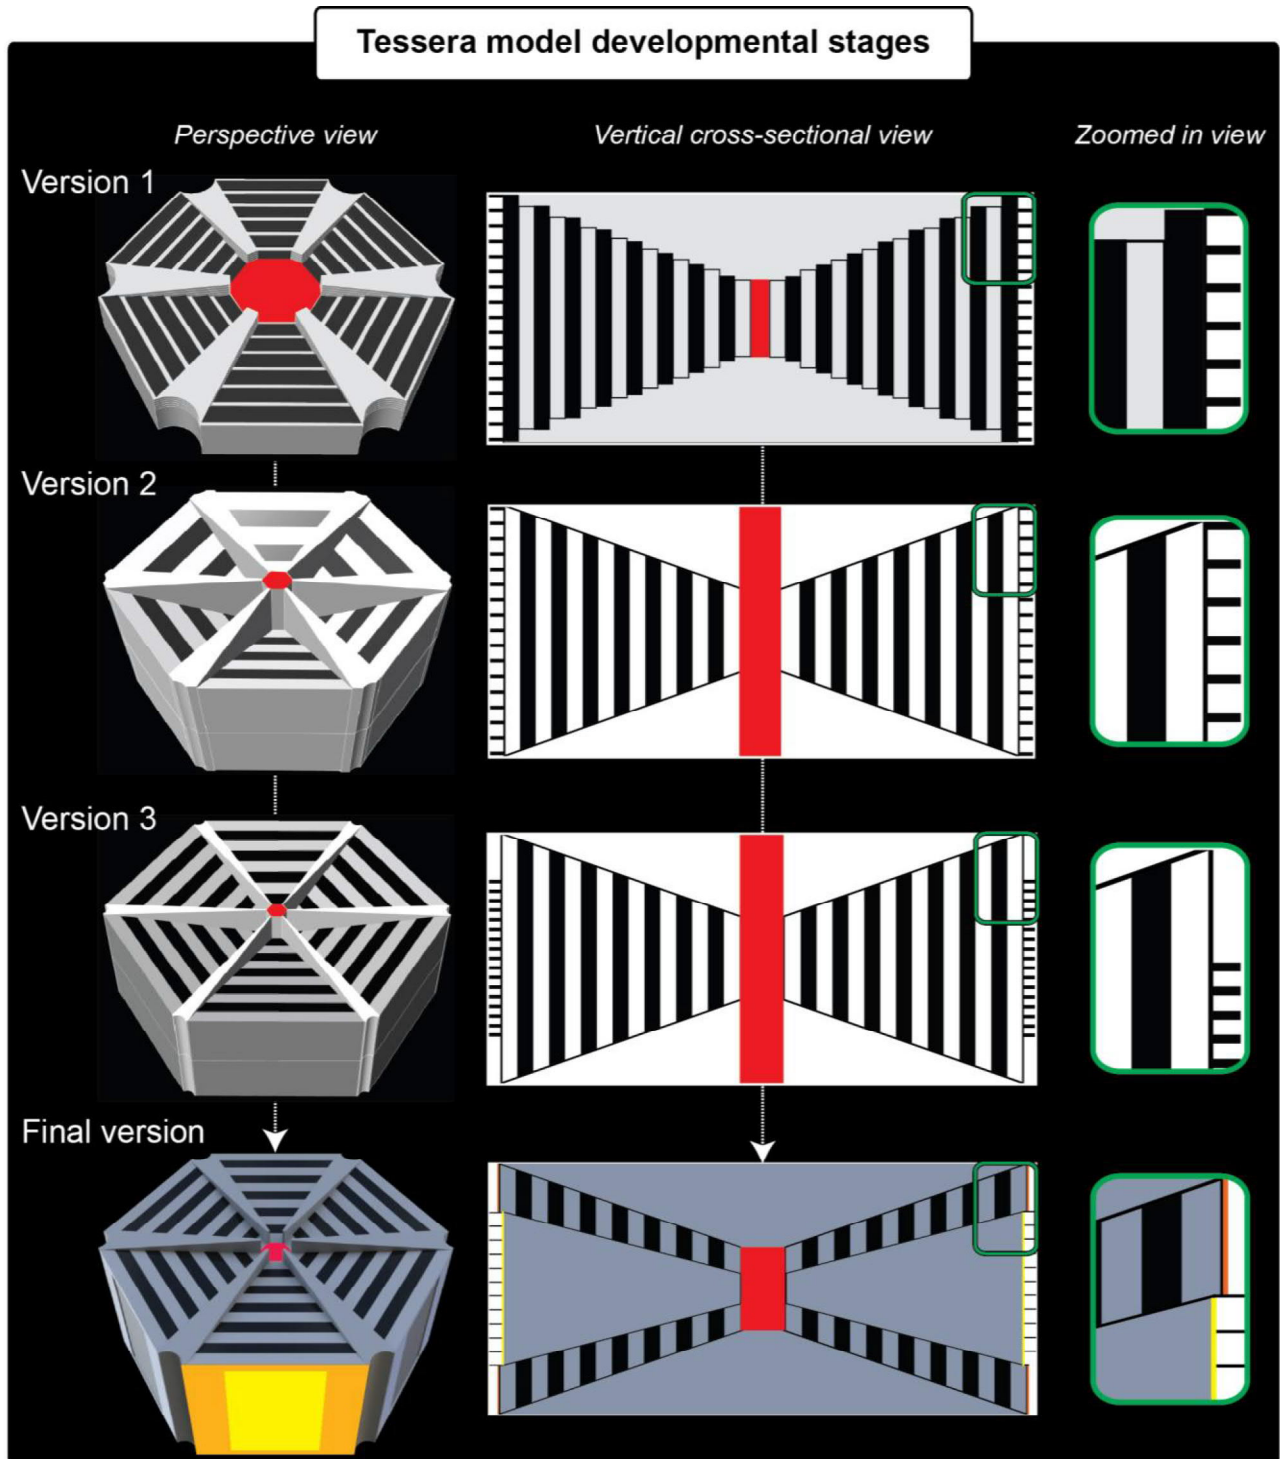 Tessera model developmental stages
Perspective view
Vertical cross-sectional view
Zoomed in view
Version 1
Version 2
Version 3
Final version